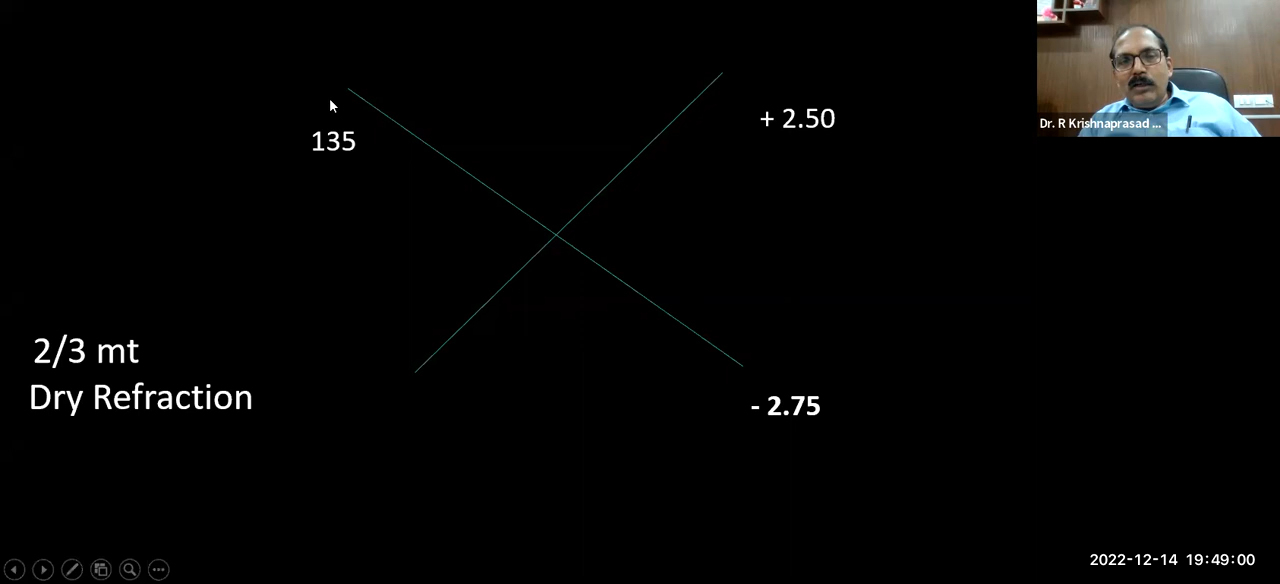 135
+ 2.50
Dr. R Krishnaprasad ...
2/3 mt
Dry Refraction
- 2.75
2022-12-14 19:49:00